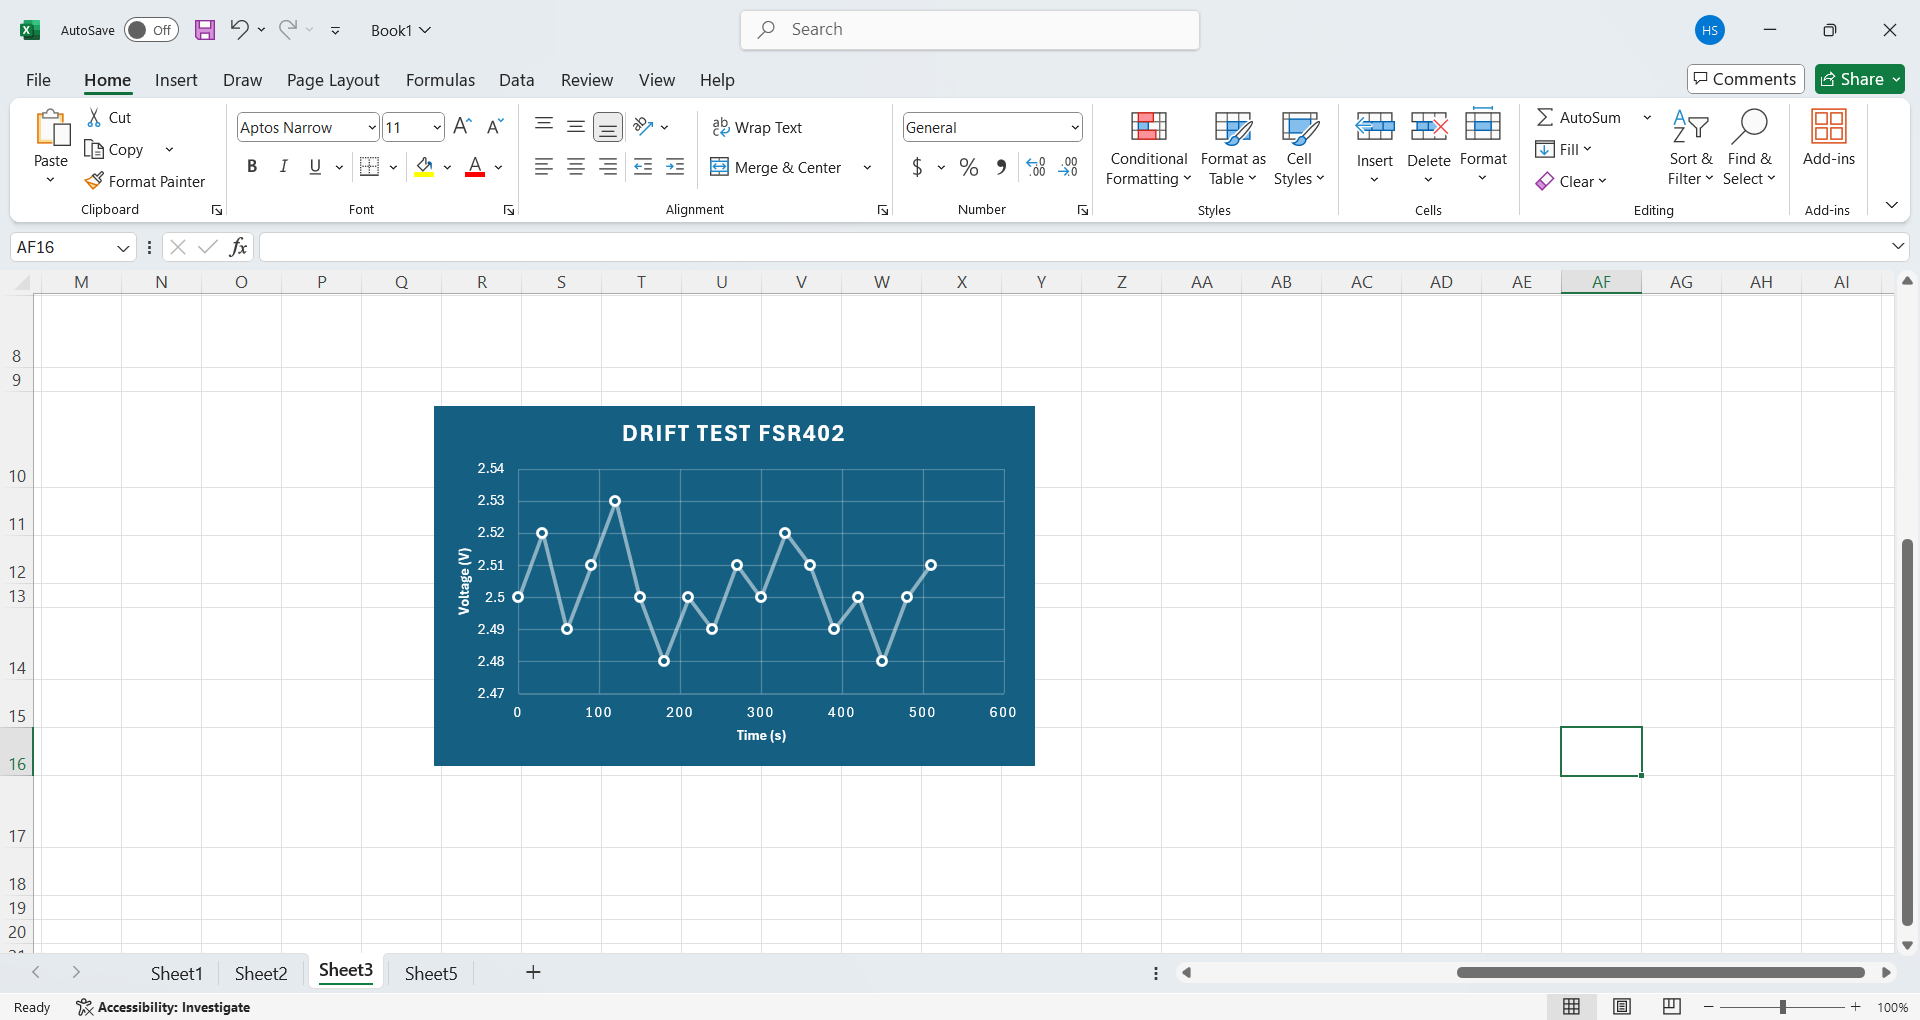 AutoSave Off Book1 Search HS
File Home Insert Draw Page Layout Formulas Data Review View Help Comments Share
Paste
Cut
Copy
Format Painter
Clipboard
Aptos Narrow 11
B I U A
Font
Wrap Text
Merge & Center
Alignment
General
$ % 9 .00
Number
Conditional Formatting
Format as Table
Cell Styles
Styles
Insert Delete Format
Cells
AutoSum
Fill
Clear
Sort & Filter
Find & Select
Editing
Add-ins
Add-ins
AF16 fx
M N O P Q R S T U V W X Y Z AA AB AC AD AE AF AG AH AI
8
9
10
11
12
13
14
15
16
17
18
19
20
DRIFT TEST FSR402
Voltage (V)
2.54
2.53
2.52
2.51
2.5
2.49
2.48
2.47
0 100 200 300 400 500 600
Time (s)
Sheet1 Sheet2 Sheet3 Sheet5
Ready Accessibility: Investigate 100%